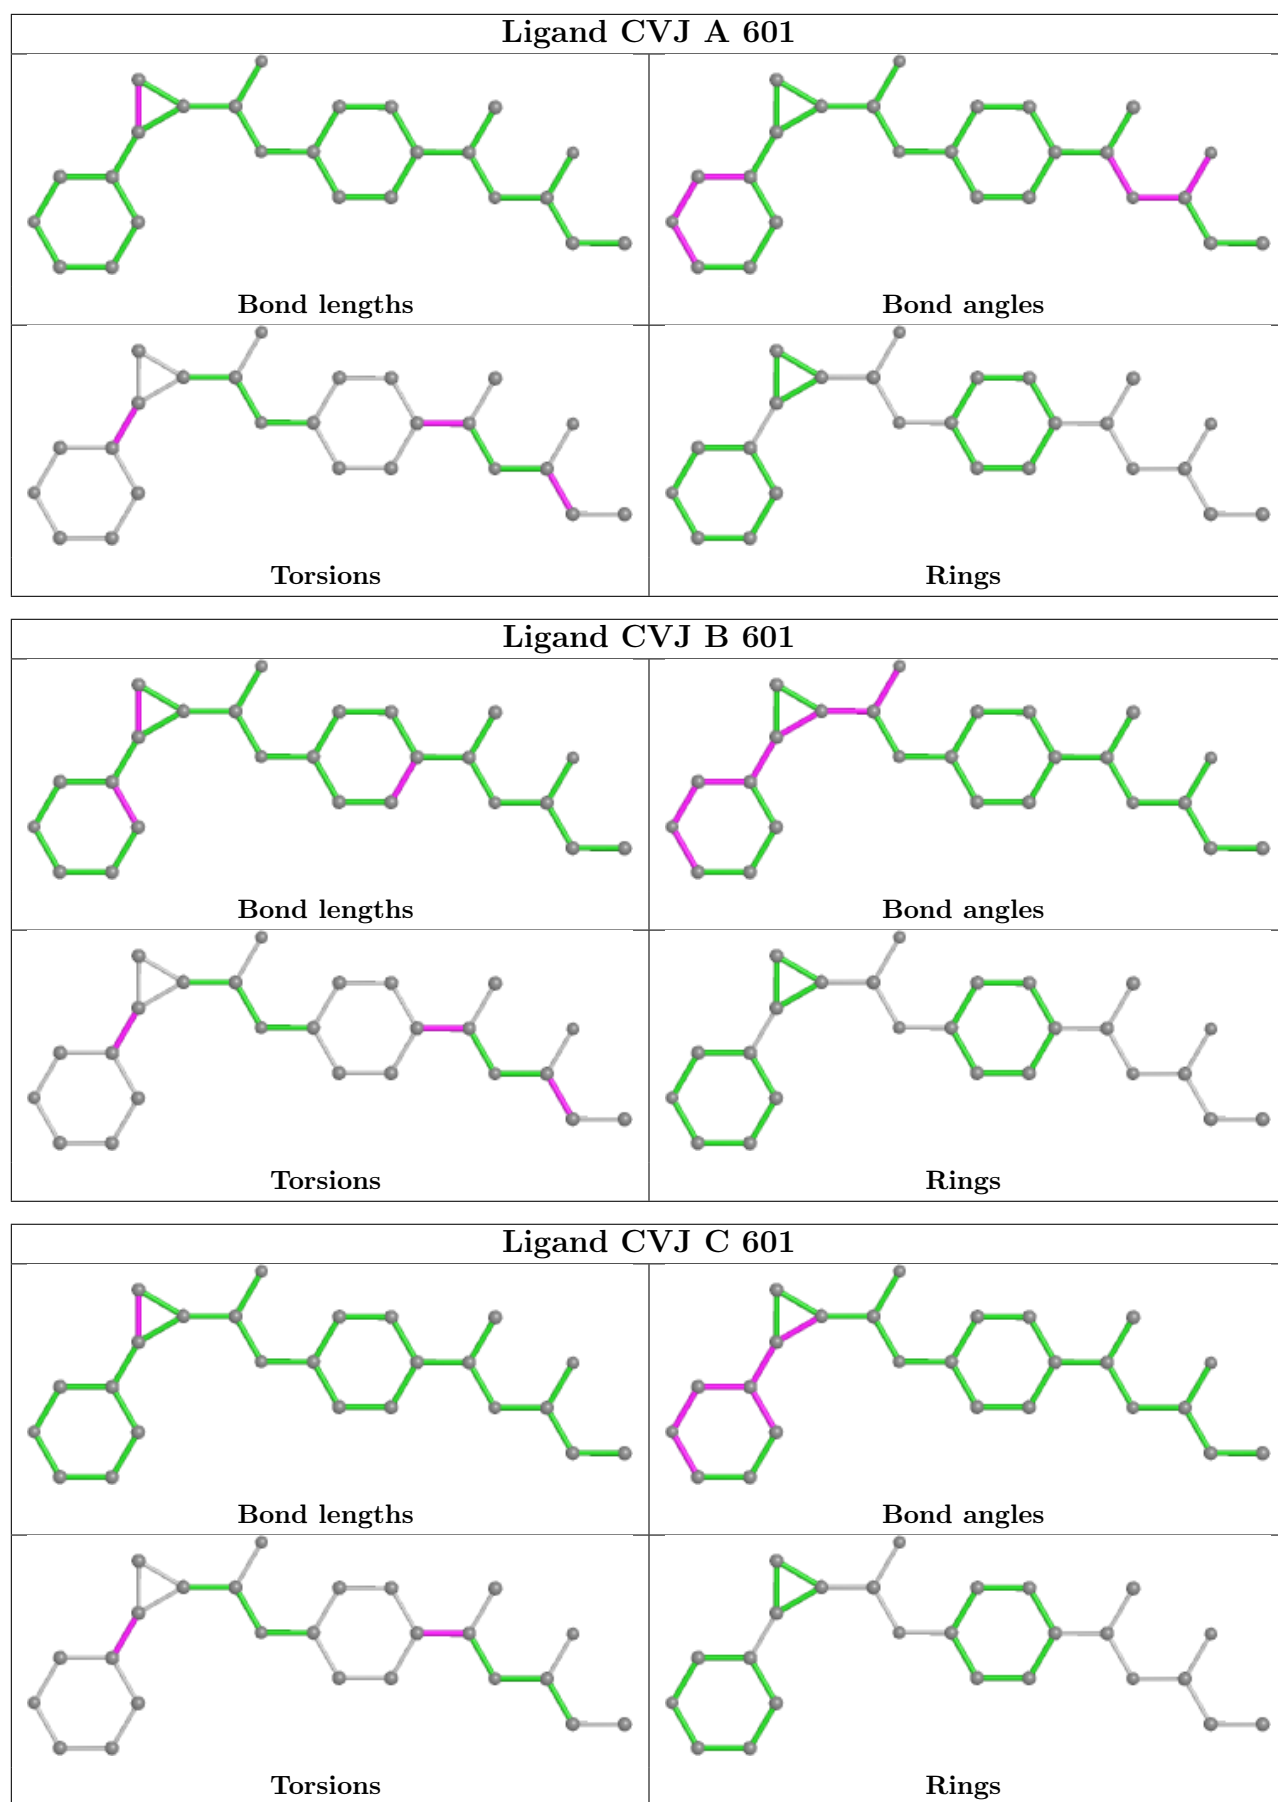 Ligand CVJ A 601
Bond lengths
Bond angles
Torsions
Rings
Ligand CVJ B 601
Bond lengths
Bond angles
Torsions
Rings
Ligand CVJ C 601
Bond lengths
Bond angles
Torsions
Rings